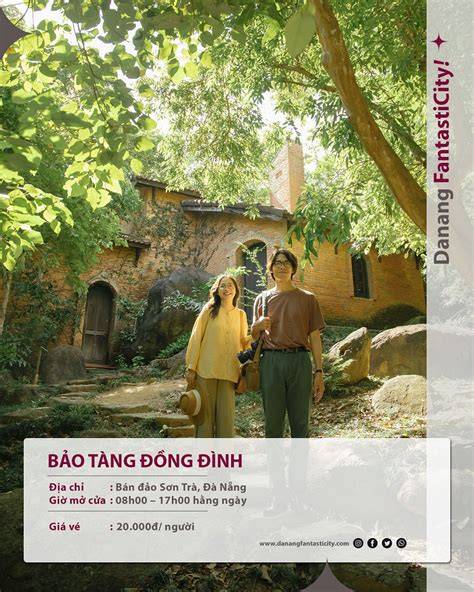 Danang FantastiCity!
BẢO TÀNG ĐỒNG ĐÌNH
Địa chỉ : Bán đảo Sơn Trà, Đà Nẵng
Giờ mở cửa : 08h00 – 17h00 hằng ngày
Giá vé : 20.000đ/ người
www.danangfantasticity.com